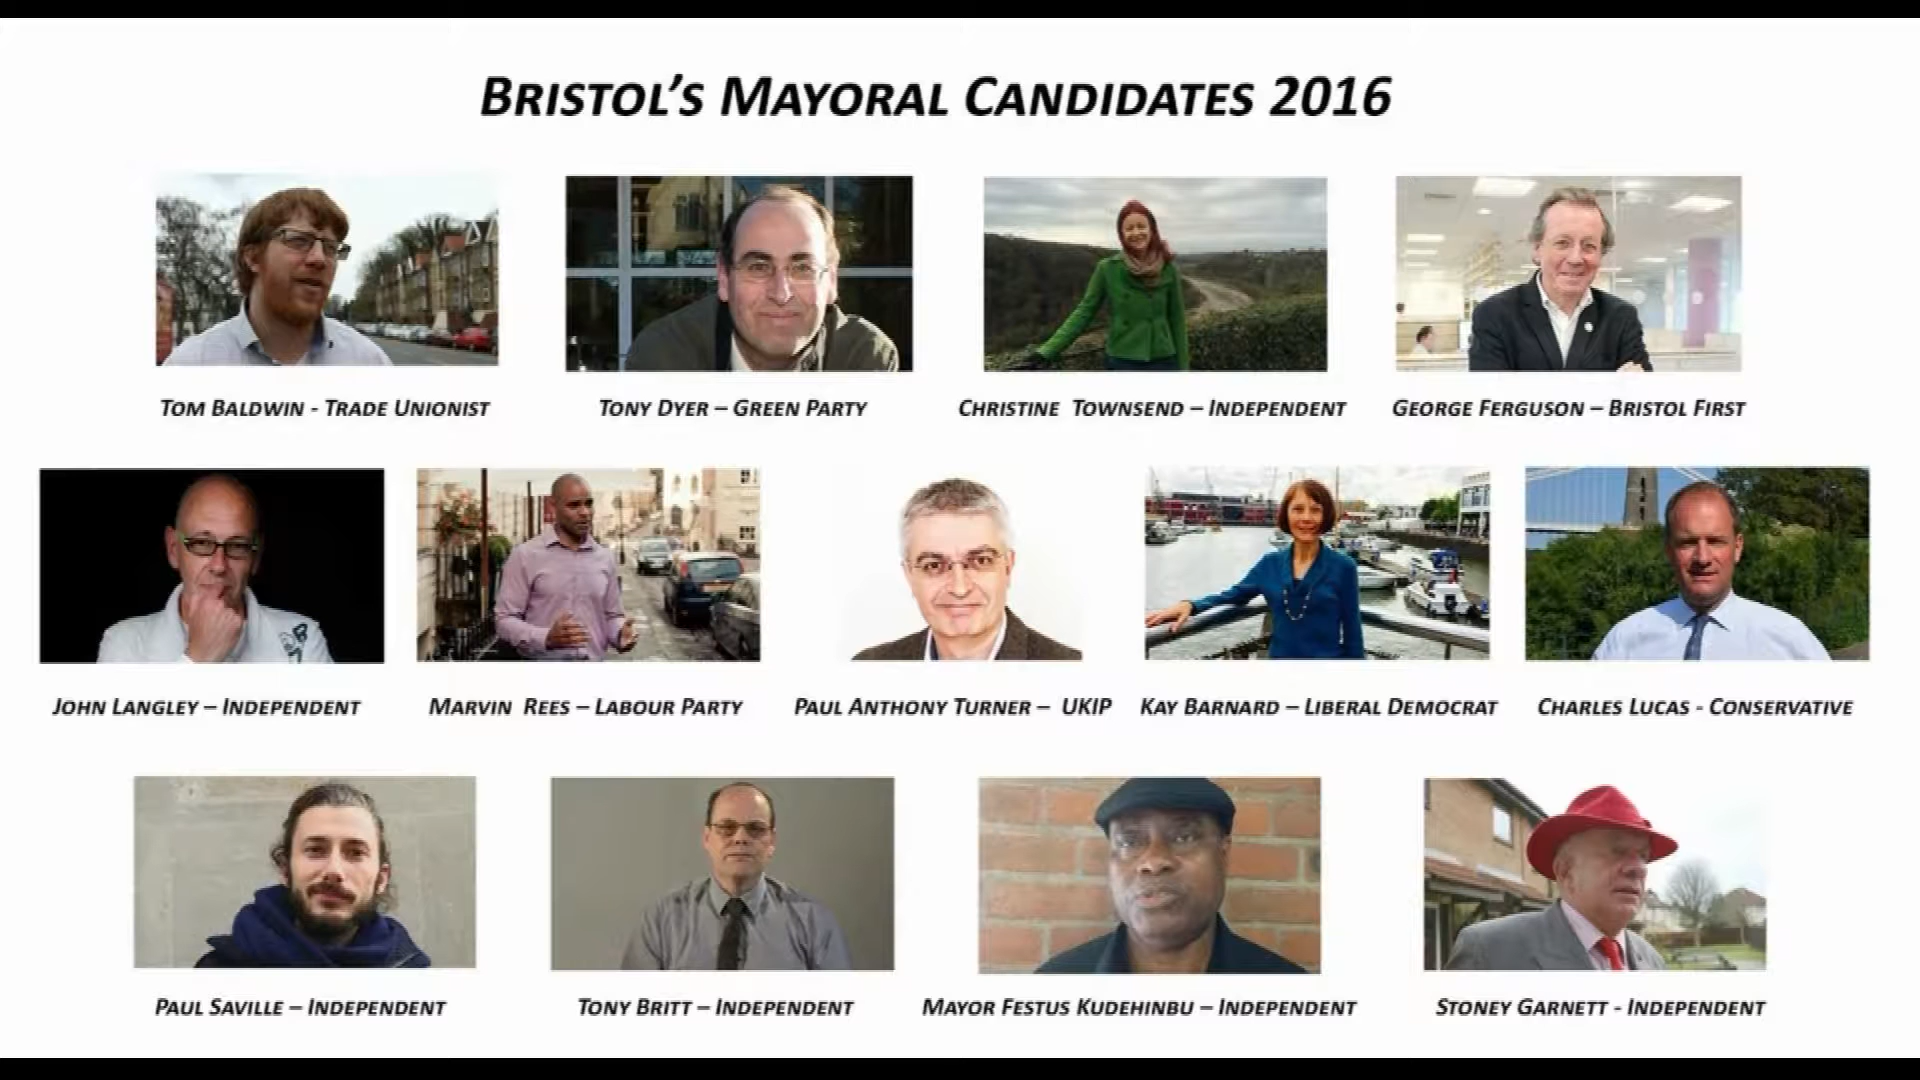 BRISTOL'S MAYORAL CANDIDATES 2016
TOM BALDWIN - TRADE UNIONIST
TONY DYER – GREEN PARTY
CHRISTINE TOWNSEND – INDEPENDENT
GEORGE FERGUSON – BRISTOL FIRST
JOHN LANGLEY – INDEPENDENT
MARVIN REES – LABOUR PARTY
PAUL ANTHONY TURNER – UKIP
KAY BARNARD – LIBERAL DEMOCRAT
CHARLES LUCAS - CONSERVATIVE
PAUL SAVILLE – INDEPENDENT
TONY BRITT – INDEPENDENT
MAYOR FESTUS KUDEHINBU – INDEPENDENT
STONEY GARNETT - INDEPENDENT